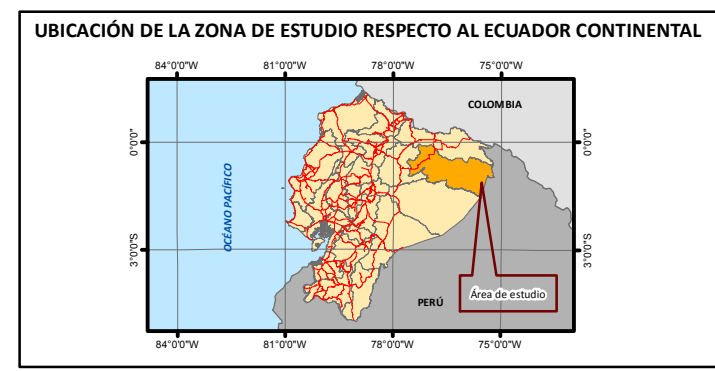 UBICACIÓN DE LA ZONA DE ESTUDIO RESPECTO AL ECUADOR CONTINENTAL
84°0'0"W 81°0'0"W 78°0'0"W 75°0'0"W
COLOMBIA
0°0'0" 0°0'0"
OCÉANO PACÍFICO
3°0'0"S 3°0'0"S
Área de estudio
PERÚ
84°0'0"W 81°0'0"W 78°0'0"W 75°0'0"W